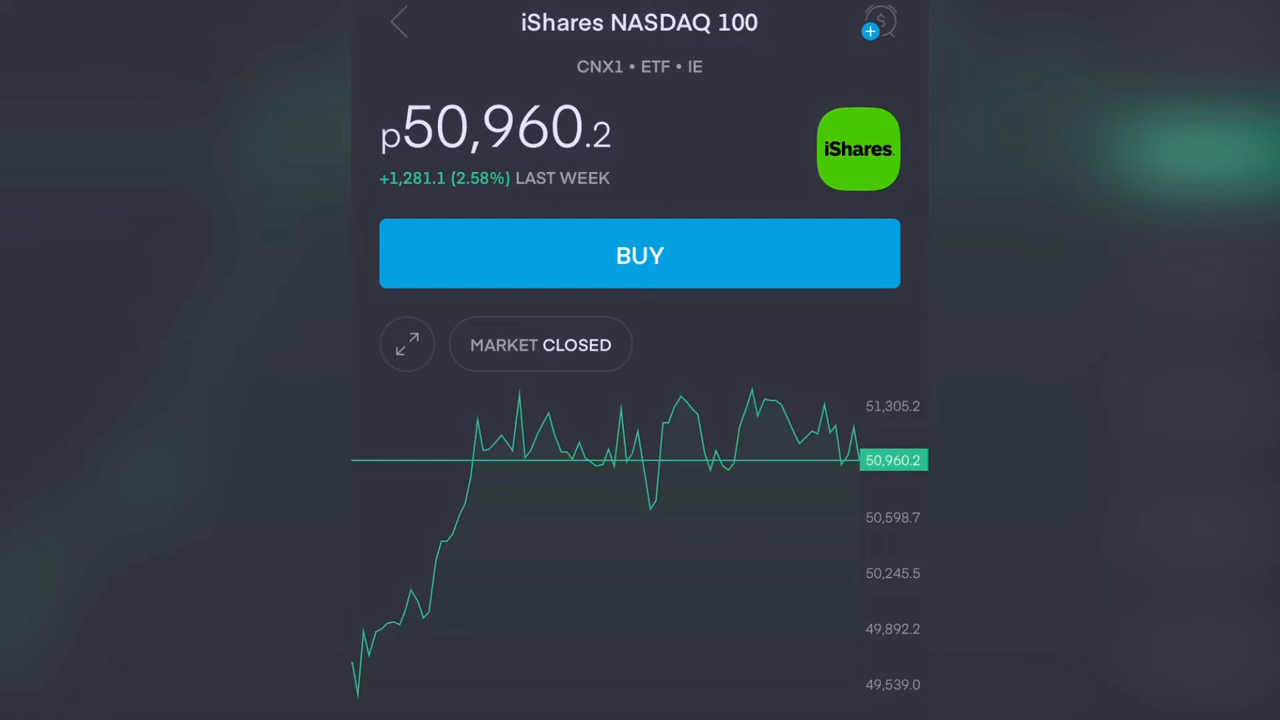 iShares NASDAQ 100
CNX1 • ETF • IE
p50,960.2
iShares.
+1,281.1 (2.58%) LAST WEEK
BUY
MARKET CLOSED
51,305.2
50,960.2
50,598.7
50,245.5
49,892.2
49,539.0
$
+